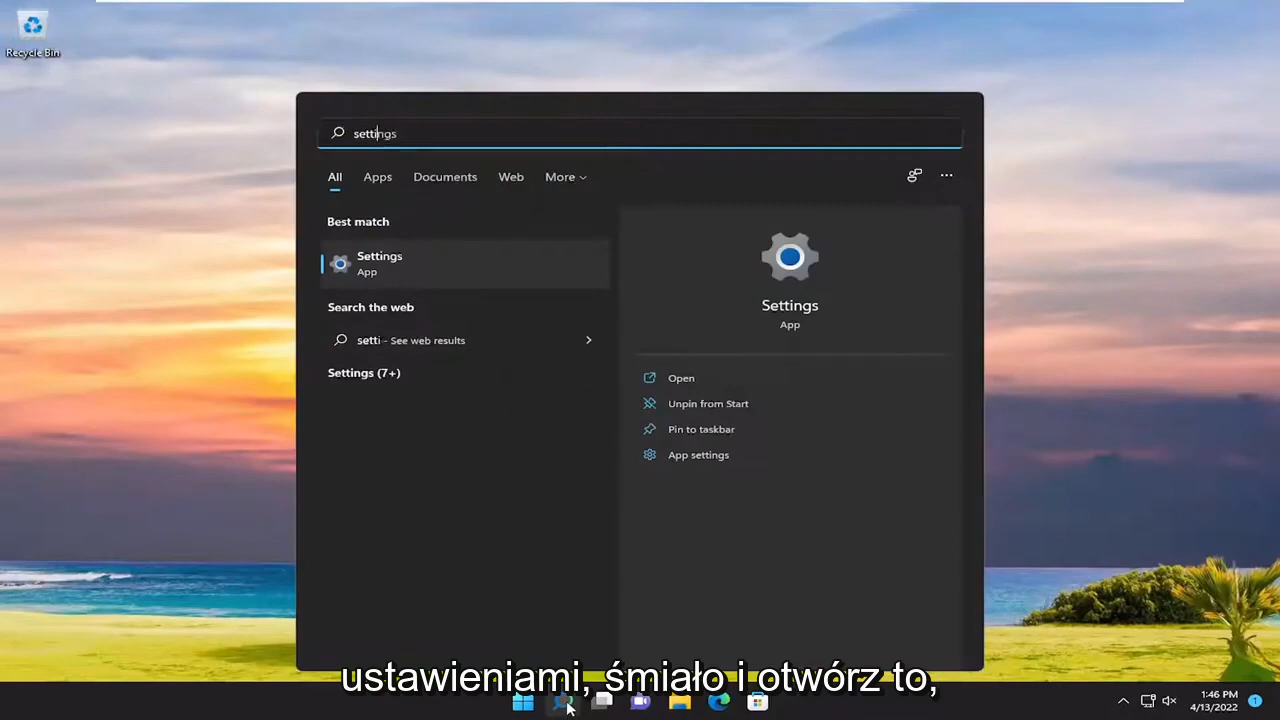 Recycle Bin
settings
All Apps Documents Web More
Best match
Settings
App
Search the web
setti - See web results
Settings (7+)
Settings
App
Open
Unpin from Start
Pin to taskbar
App settings
ustawieniami, śmiało i otwórz to,
1:46 PM
4/13/2022
1